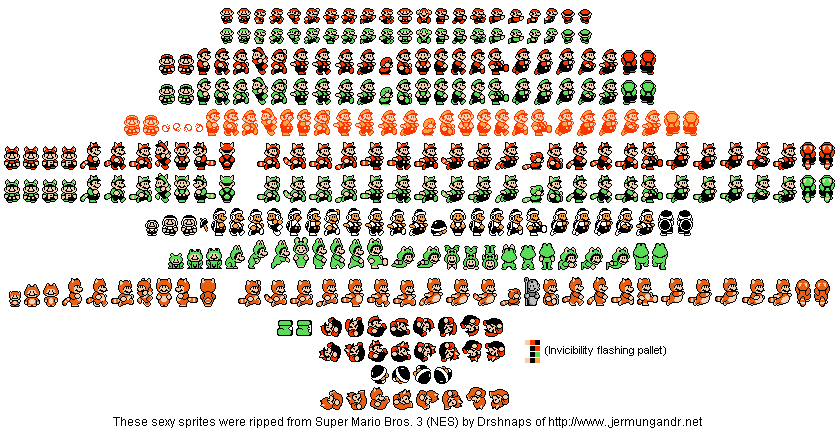 (Invicibility flashing pallet)
These sexy sprites were ripped from Super Mario Bros. 3 (NES) by Drshnaps of http://www.jermungandr.net